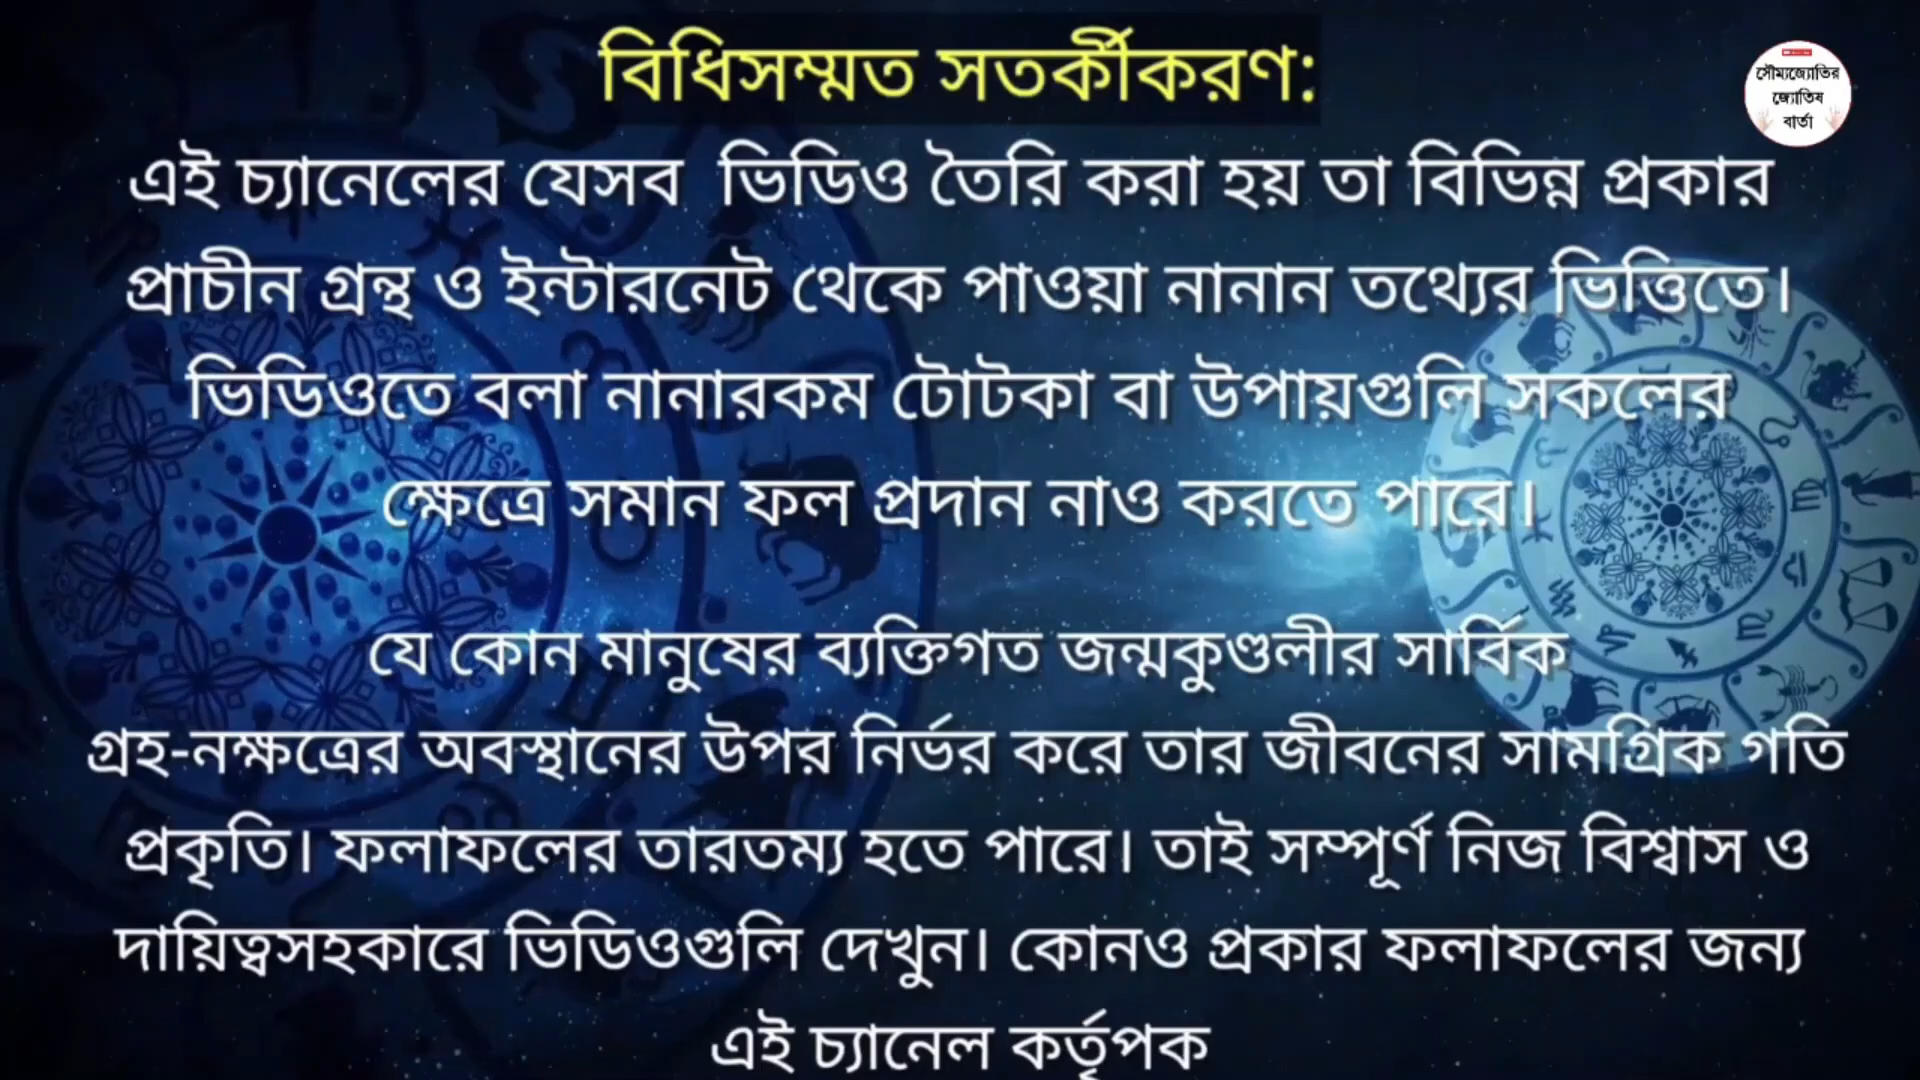 বিধিসম্মত সতর্কীকরণ:
সৌম্যজ্যোতির
জ্যোতিষ
বার্তা
এই চ্যানেলের যেসব ভিডিও তৈরি করা হয় তা বিভিন্ন প্রকার
প্রাচীন গ্রন্থ ও ইন্টারনেট থেকে পাওয়া নানান তথ্যের ভিত্তিতে।
ভিডিওতে বলা নানারকম টোটকা বা উপায়গুলি সকলের
ক্ষেত্রে সমান ফল প্রদান নাও করতে পারে।
যে কোন মানুষের ব্যক্তিগত জন্মকুণ্ডলীর সার্বিক
গ্রহ-নক্ষত্রের অবস্থানের উপর নির্ভর করে তার জীবনের সামগ্রিক গতি
প্রকৃতি। ফলাফলের তারতম্য হতে পারে। তাই সম্পূর্ণ নিজ বিশ্বাস ও
দায়িত্বসহকারে ভিডিওগুলি দেখুন। কোনও প্রকার ফলাফলের জন্য
এই চ্যানেল কর্তৃপক